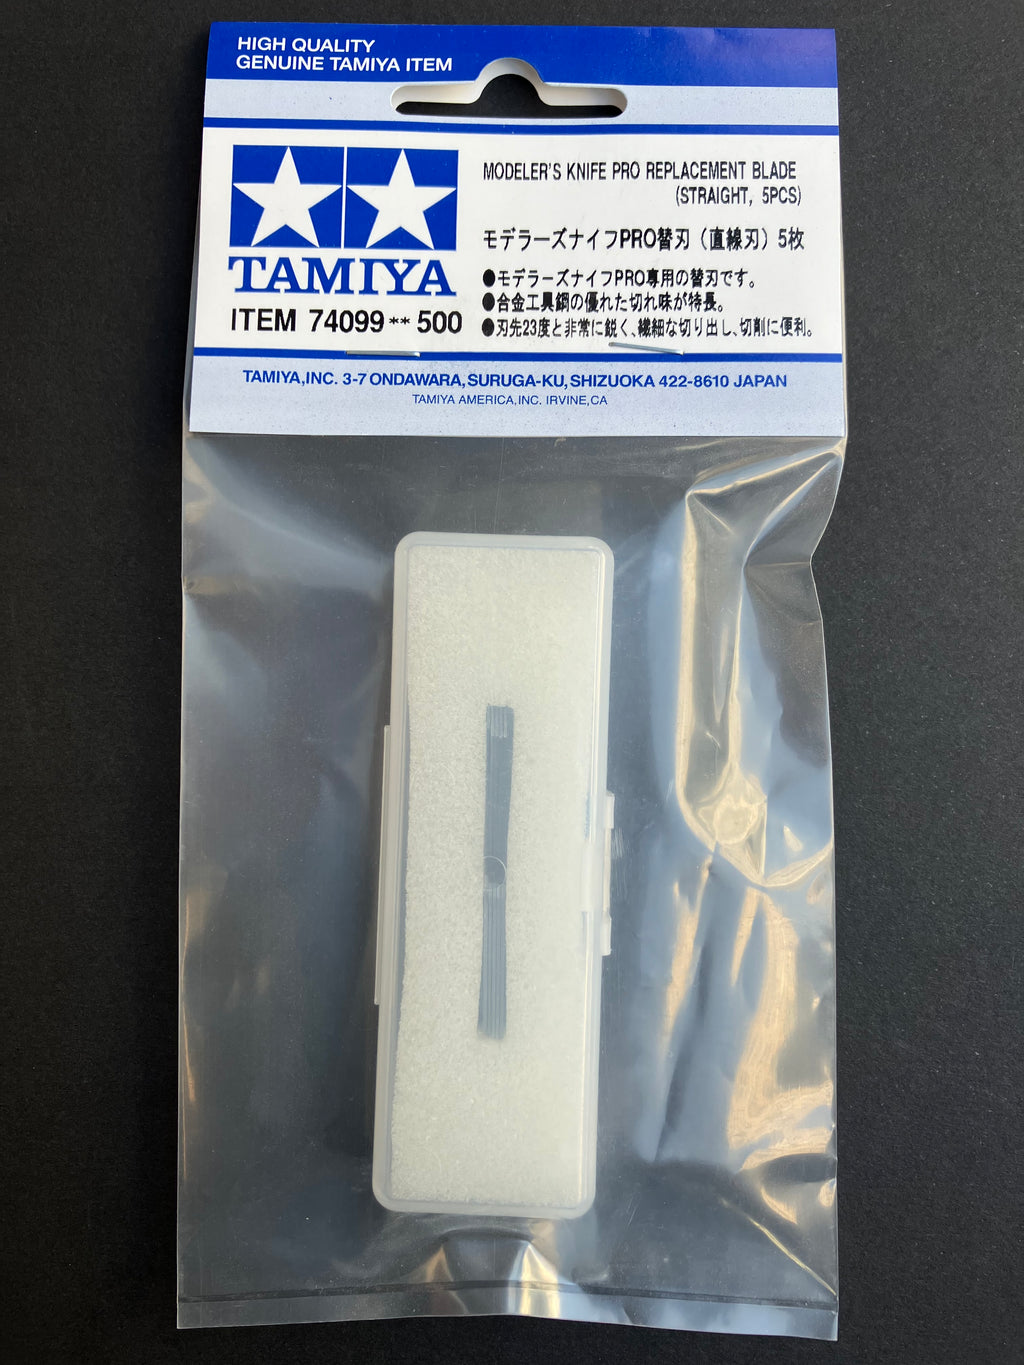 HIGH QUALITY
GENUINE TAMIYA ITEM
MODELER'S KNIFE PRO REPLACEMENT BLADE
(STRAIGHT, 5PCS)
モデラーズナイフPRO替刃（直線刃）5枚
●モデラーズナイフPRO専用の替刃です。
●合金工具鋼の優れた切れ味が特長。
●刃先23度と非常に鋭く、繊細な切り出し、切削に便利。
TAMIYA
ITEM 74099** 500
TAMIYA,INC. 3-7 ONDAWARA, SURUGA-KU, SHIZUOKA 422-8610 JAPAN
TAMIYA AMERICA, INC. IRVINE, CA